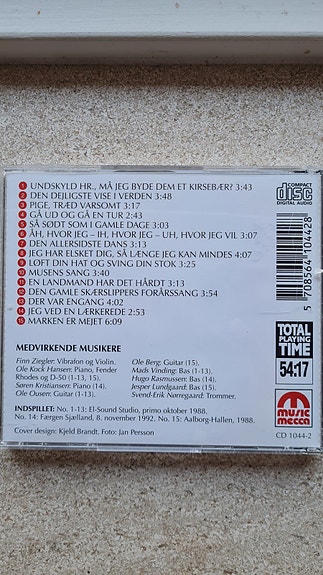 1 UNDSKYLD HR., MÅ JEG BYDE DEM ET KIRSEBÆR? 3:43
2 DEN DEJLIGSTE VISE I VERDEN 3:48
3 PIGE, TRÆD VARSOMT 3:17
4 GÅ UD OG GÅ EN TUR 2:43
5 SÅ SØDT SOM I GAMLE DAGE 3:03
6 ÅH, HVOR JEG – IH, HVOR JEG – UH, HVOR JEG VIL 3:07
7 DEN ALLERSIDSTE DANS 3:13
8 JEG HAR ELSKET DIG, SÅ LÆNGE JEG KAN MINDES 4:07
9 LØFT DIN HAT OG SVING DIN STOK 3:25
10 MUSENS SANG 3:40
11 EN LANDMAND HAR DET HÅRDT 3:13
12 DEN GAMLE SKÆRSLIPPERS FORÅRSSANG 3:54
13 DER VAR ENGANG 4:02
14 JEG VED EN LÆRKEREDE 2:53
15 MARKEN ER MEJET 6:09
COMPACT
disc
DIGITAL AUDIO
5 708564 104428
TOTAL
PLAYING
TIME
54:17
MEDVIRKENDE MUSIKERE
Finn Ziegler: Vibrafon og Violin.
Ole Kock Hansen: Piano, Fender
Rhodes og D-50 (1-13, 15).
Søren Kristiansen: Piano (14).
Ole Ousen: Guitar (1-13).
Ole Berg: Guitar (15).
Mads Vinding: Bas (1-13).
Hugo Rasmussen: Bas (14).
Jesper Lundgaard: Bas (15).
Svend-Erik Nørregaard: Trommer.
INDSPILLET: No. 1-13: El-Sound Studio, primo oktober 1988.
No. 14: Færgen Sjælland, 8. november 1992. No. 15: Aalborg-Hallen, 1988.
Cover design: Kjeld Brandt. Foto: Jan Persson
music
mecca
CD 1044-2